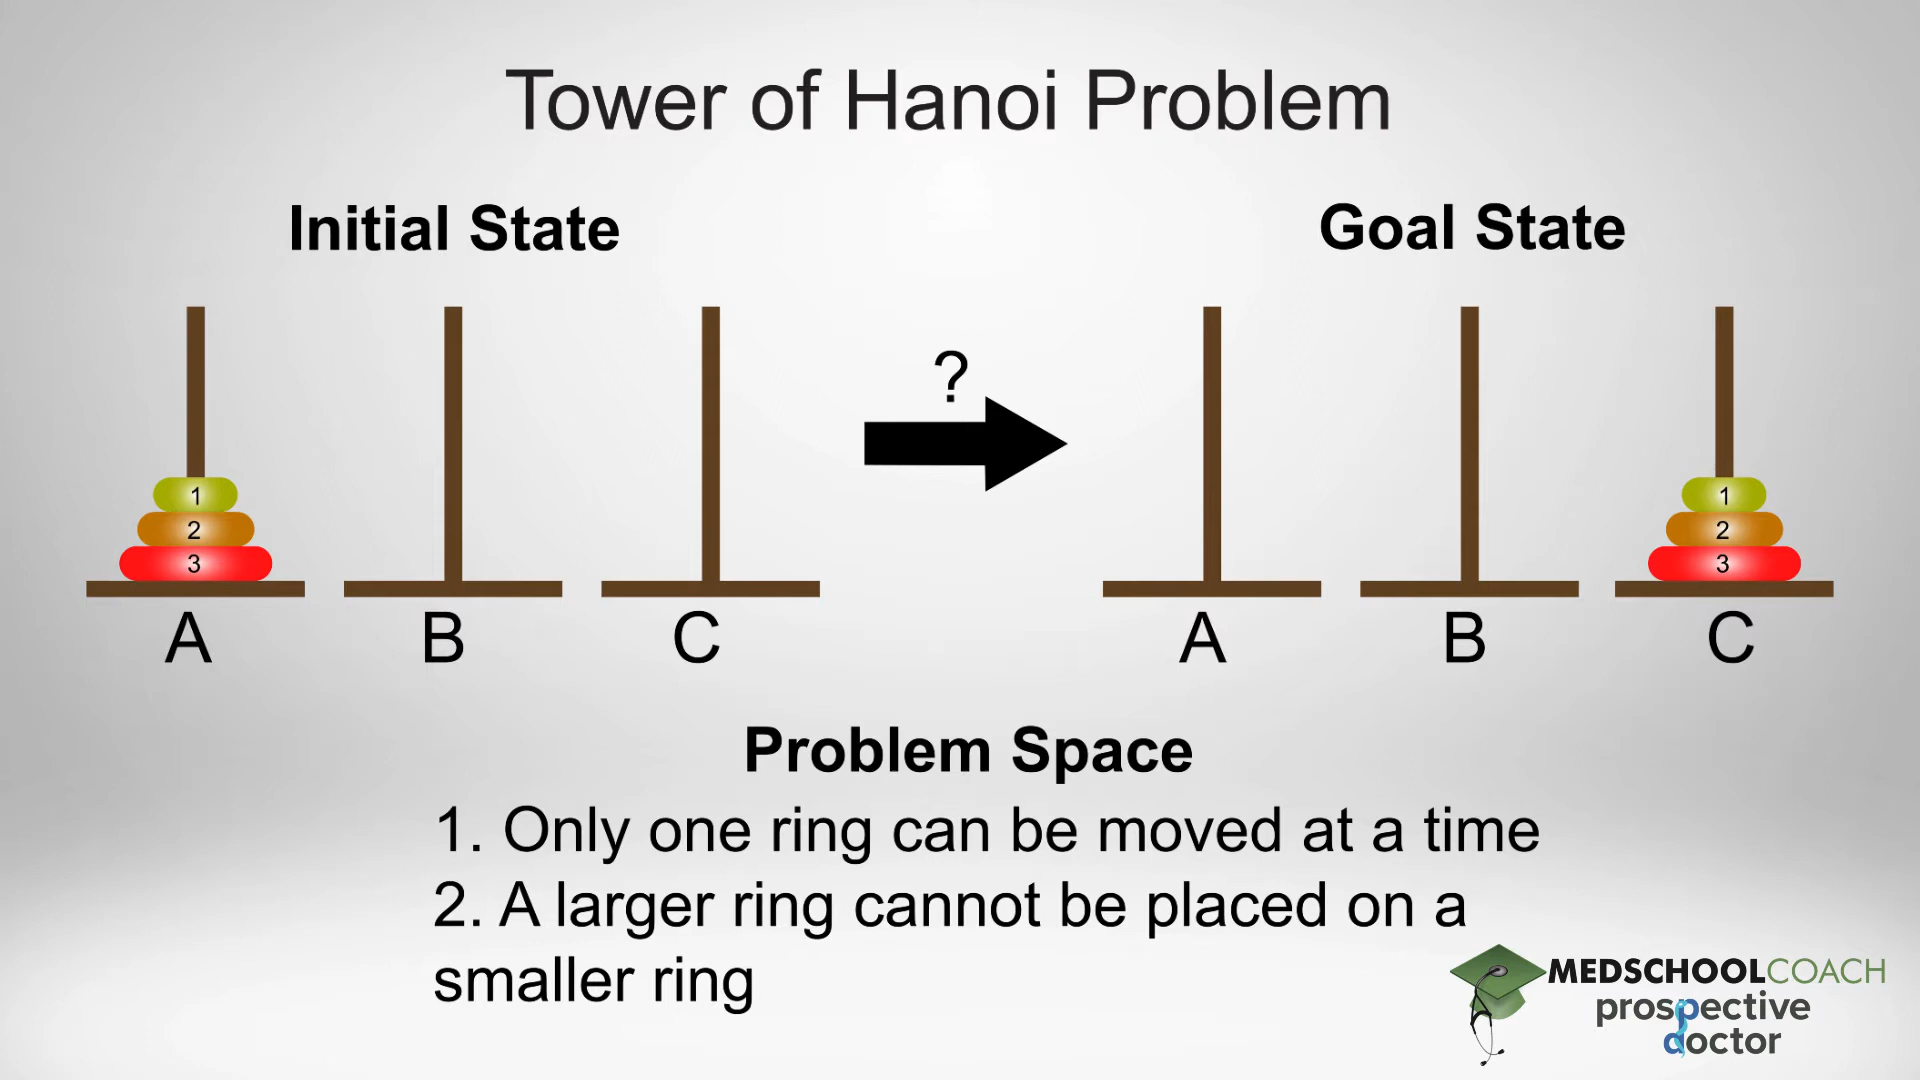 Tower of Hanoi Problem
Initial State
Goal State
?
1
2
3
A B C
1
2
3
A B C
Problem Space
1. Only one ring can be moved at a time
2. A larger ring cannot be placed on a
smaller ring
MEDSCHOOLCOACH
prospective
doctor